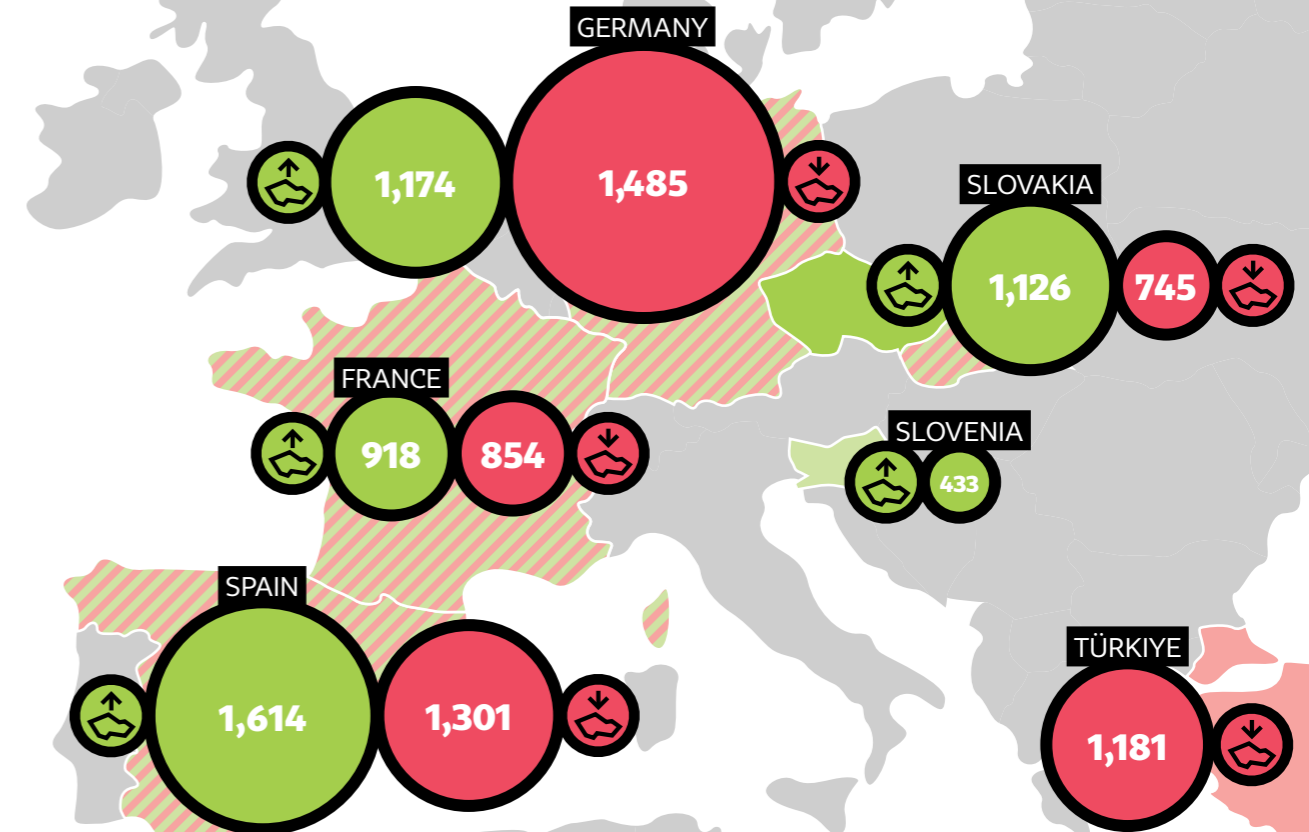 GERMANY
1,174
1,485
SLOVAKIA
1,126
745
FRANCE
918
854
SLOVENIA
433
SPAIN
1,614
1,301
TÜRKIYE
1,181